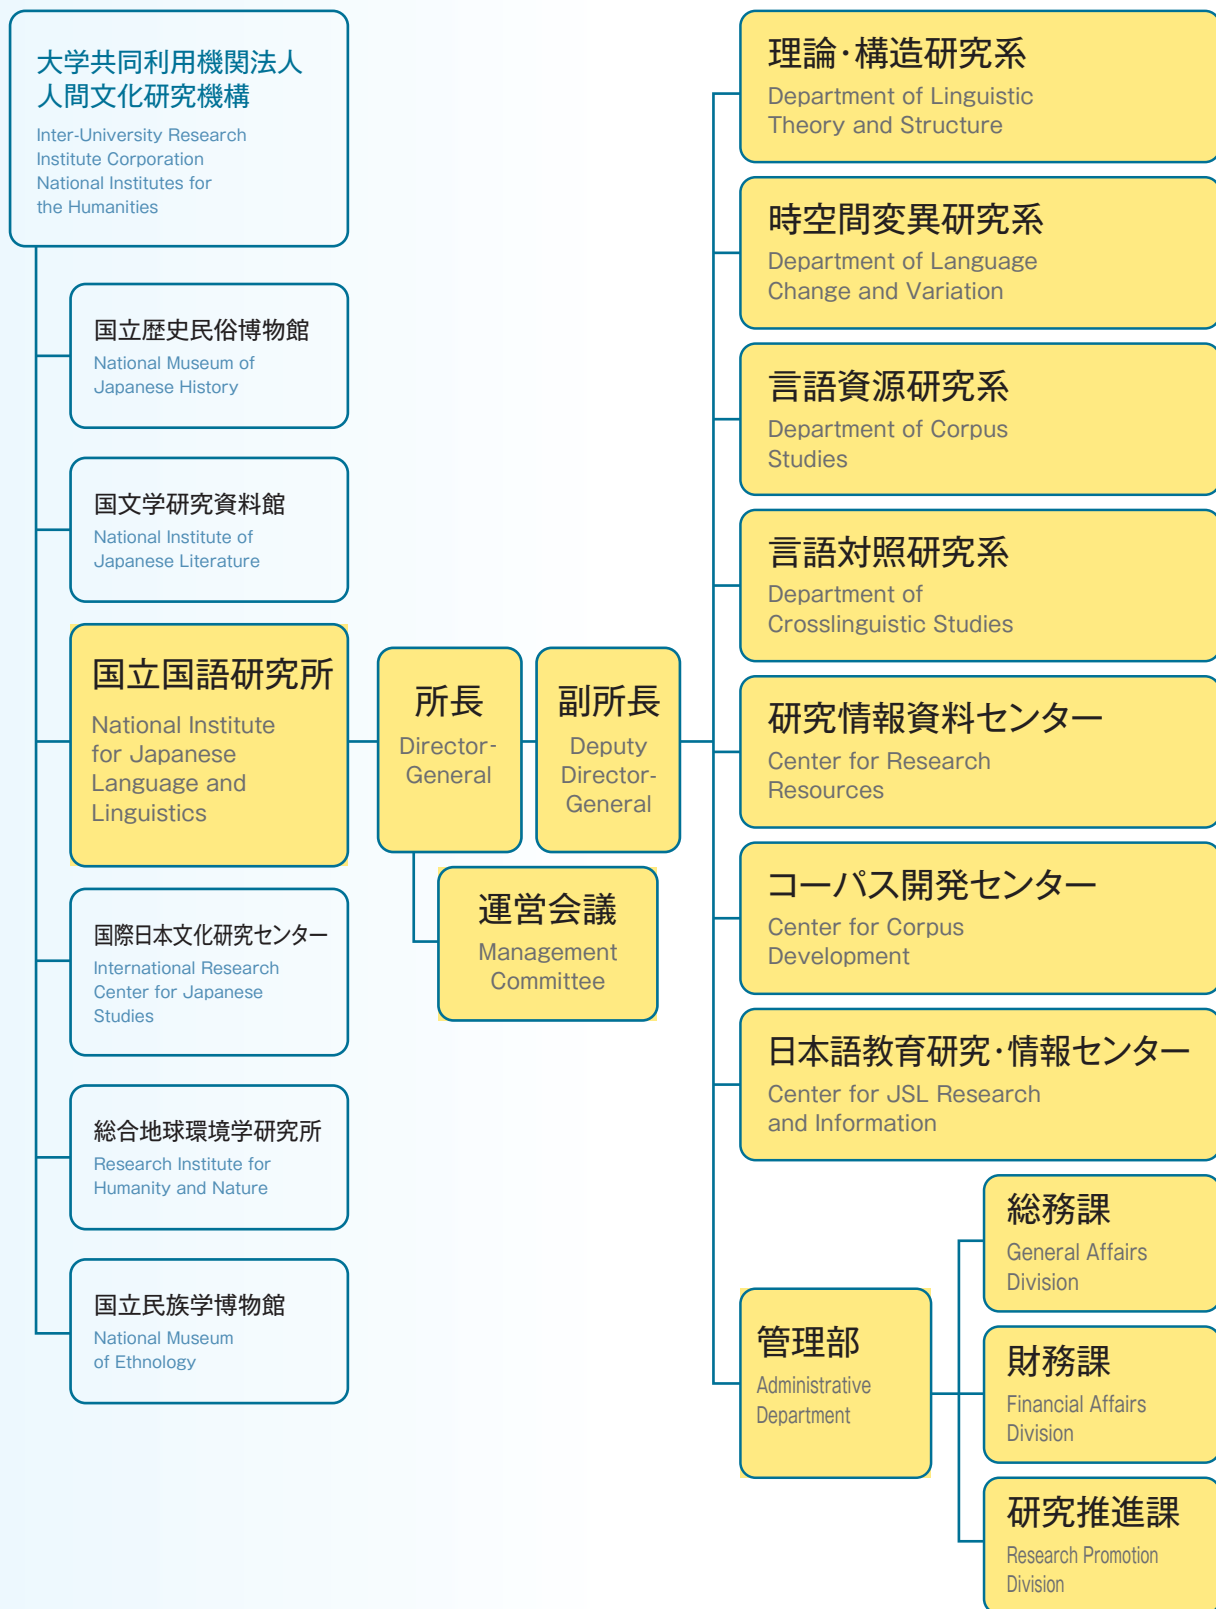 大学共同利用機関法人
人間文化研究機構
Inter-University Research
Institute Corporation
National Institutes for
the Humanities
国立歴史民俗博物館
National Museum of
Japanese History
国文学研究資料館
National Institute of
Japanese Literature
国立国語研究所
National Institute
for Japanese
Language and
Linguistics
国際日本文化研究センター
International Research
Center for Japanese
Studies
総合地球環境学研究所
Research Institute for
Humanity and Nature
国立民族学博物館
National Museum
of Ethnology
所長
Director-
General
副所長
Deputy
Director-
General
運営会議
Management
Committee
理論・構造研究系
Department of Linguistic
Theory and Structure
時空間変異研究系
Department of Language
Change and Variation
言語資源研究系
Department of Corpus
Studies
言語対照研究系
Department of
Crosslinguistic Studies
研究情報資料センター
Center for Research
Resources
コーパス開発センター
Center for Corpus
Development
日本語教育研究・情報センター
Center for JSL Research
and Information
管理部
Administrative
Department
総務課
General Affairs
Division
財務課
Financial Affairs
Division
研究推進課
Research Promotion
Division